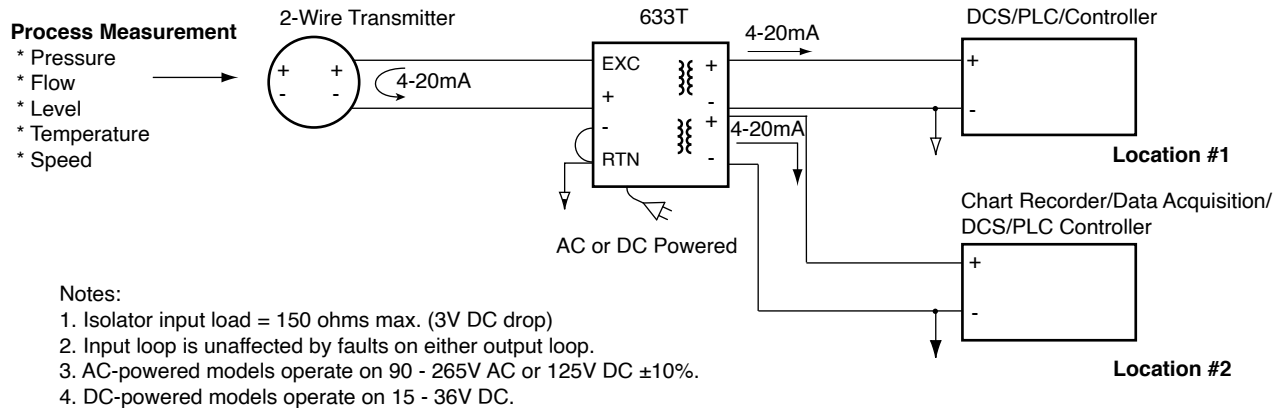 2-Wire Transmitter
633T
DCS/PLC/Controller
Process Measurement
* Pressure
* Flow
* Level
* Temperature
* Speed
+ +
- -
4-20mA
EXC
+
-
RTN
+
-
+
-
4-20mA
4-20mA
+
-
Location #1
AC or DC Powered
Chart Recorder/Data Acquisition/
DCS/PLC Controller
+
-
Location #2
Notes:
1. Isolator input load = 150 ohms max. (3V DC drop)
2. Input loop is unaffected by faults on either output loop.
3. AC-powered models operate on 90 - 265V AC or 125V DC ±10%.
4. DC-powered models operate on 15 - 36V DC.